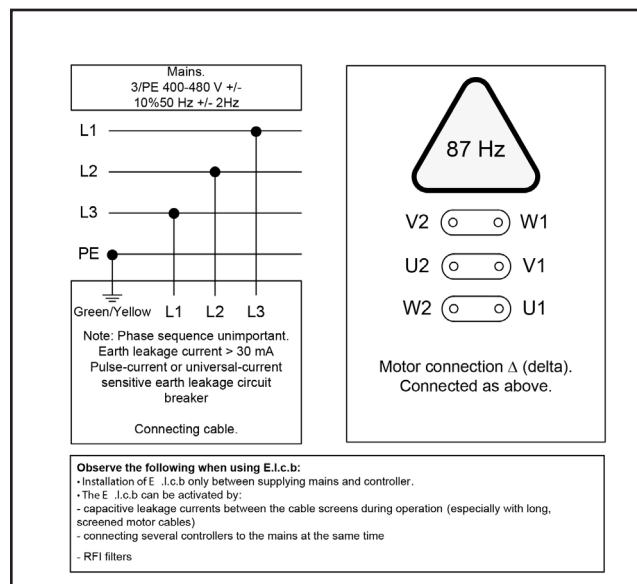 Mains.
3/PE 400-480 V +/-
10%50 Hz +/- 2Hz
L1
L2
L3
PE
Green/Yellow L1 L2 L3
Note: Phase sequence unimportant.
Earth leakage current > 30 mA
Pulse-current or universal-current
sensitive earth leakage circuit
breaker
Connecting cable.
87 Hz
V2 W1
U2 V1
W2 U1
Motor connection Δ (delta).
Connected as above.
Observe the following when using E.l.c.b:
• Installation of E .l.c.b only between supplying mains and controller.
• The E .l.c.b can be activated by:
- capacitive leakage currents between the cable screens during operation (especially with long,
screened motor cables)
- connecting several controllers to the mains at the same time
- RFI filters